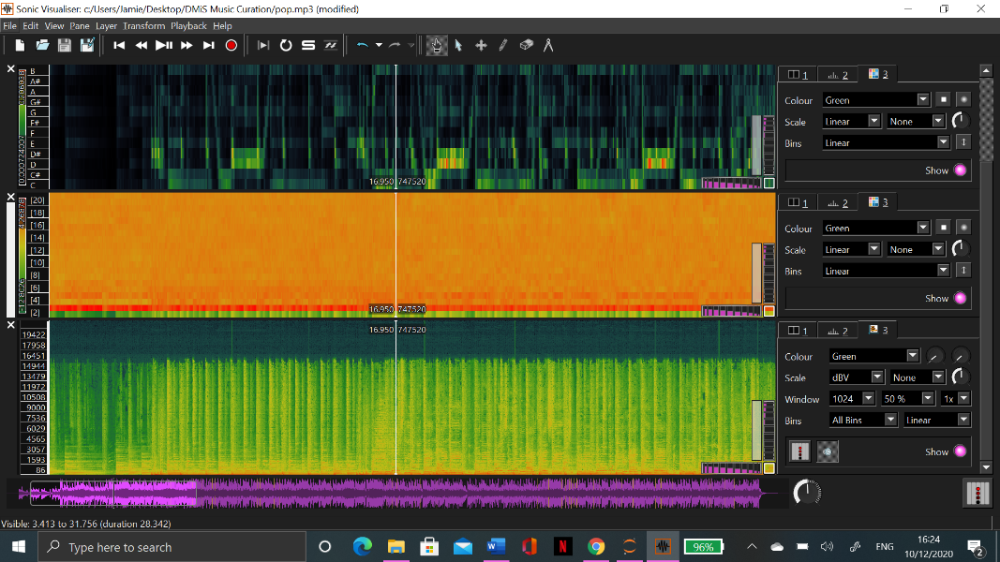 Sonic Visualiser: c:/Users/Jamie/Desktop/DMiS Music Curation/pop.mp3 (modified)
File Edit View Pane Layer Transform Playback Help
B
A#
A
G#
G
F#
F
E
D#
D
C#
C
16.950 747520
1 2 3
Colour Green
Scale Linear None
Bins Linear
Show
[20]
[18]
[16]
[14]
[12]
[10]
[8]
[6]
[4]
[2]
16.950 747520
1 2 3
Colour Green
Scale Linear None
Bins Linear
Show
19422
17958
16451
14944
13479
11972
10508
9000
7536
6029
4565
3057
1593
86
16.950 747520
1 2 3
Colour Green
Scale dBV None
Window 1024 50 % 1x
Bins All Bins Linear
Show
Visible: 3.413 to 31.756 (duration 28.342)
Type here to search
96%
ENG
16:24
10/12/2020
2